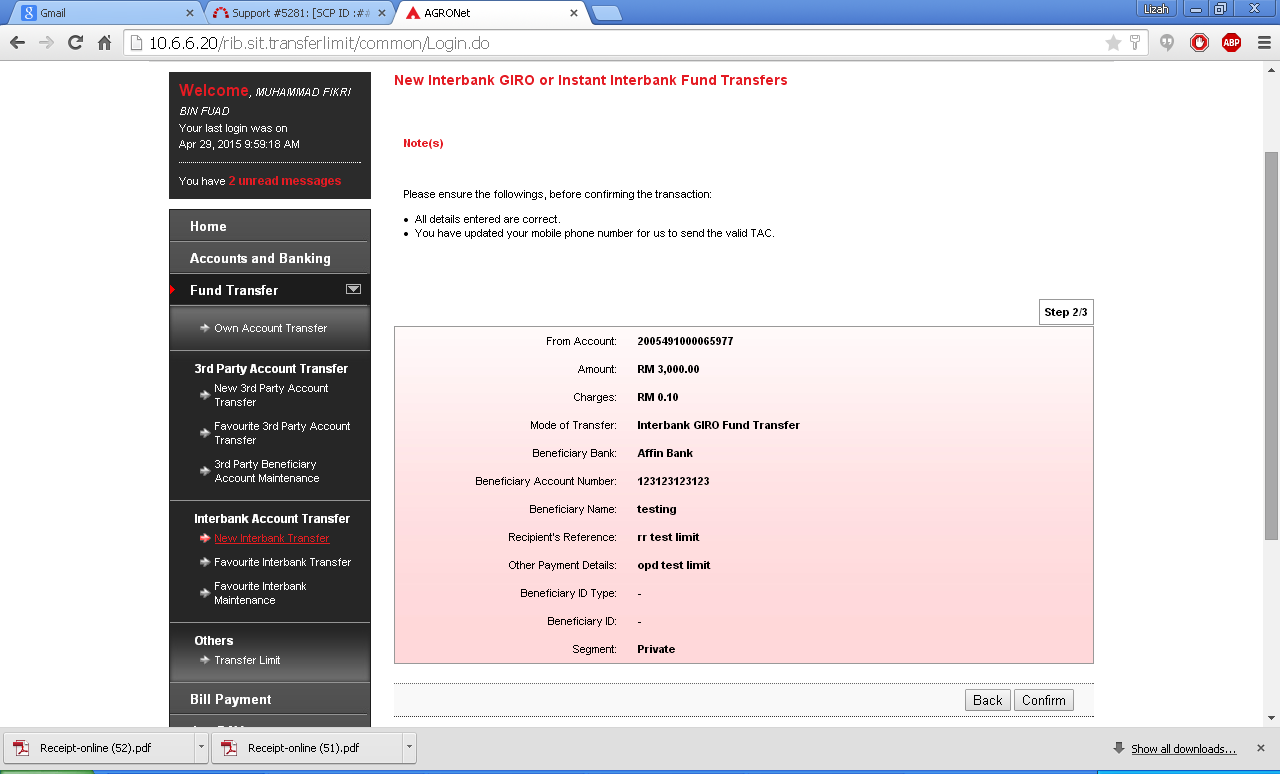 Gmail
Support #5281: [SCP ID :##
AGRONet
Lizah
10.6.6.20/rib.sit.transferlimit/common/Login.do
ABP
Welcome, MUHAMMAD FIKRI
BIN FUAD
Your last login was on
Apr 29, 2015 9:59:18 AM
You have 2 unread messages
Home
Accounts and Banking
Fund Transfer
Own Account Transfer
3rd Party Account Transfer
New 3rd Party Account
Transfer
Favourite 3rd Party Account
Transfer
3rd Party Beneficiary
Account Maintenance
Interbank Account Transfer
New Interbank Transfer
Favourite Interbank Transfer
Favourite Interbank
Maintenance
Others
Transfer Limit
Bill Payment
New Interbank GIRO or Instant Interbank Fund Transfers
Note(s)
Please ensure the followings, before confirming the transaction:
• All details entered are correct.
• You have updated your mobile phone number for us to send the valid TAC.
Step 2/3
From Account: 2005491000065977
Amount: RM 3,000.00
Charges: RM 0.10
Mode of Transfer: Interbank GIRO Fund Transfer
Beneficiary Bank: Affin Bank
Beneficiary Account Number: 123123123123
Beneficiary Name: testing
Recipient's Reference: rr test limit
Other Payment Details: opd test limit
Beneficiary ID Type: -
Beneficiary ID: -
Segment: Private
Back Confirm
Receipt-online (52).pdf
Receipt-online (51).pdf
Show all downloads...